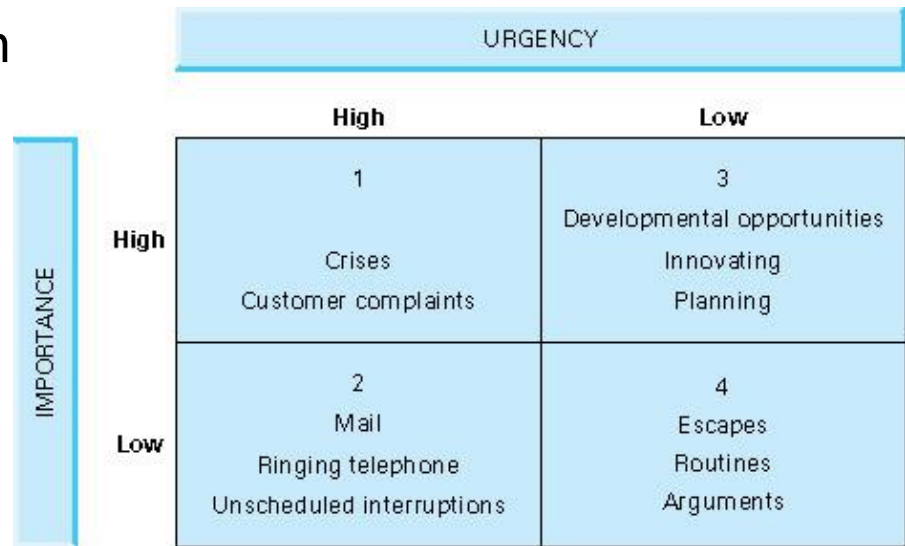 n
URGENCY
High Low
IMPORTANCE
High
1
Crises
Customer complaints
3
Developmental opportunities
Innovating
Planning
Low
2
Mail
Ringing telephone
Unscheduled interruptions
4
Escapes
Routines
Arguments